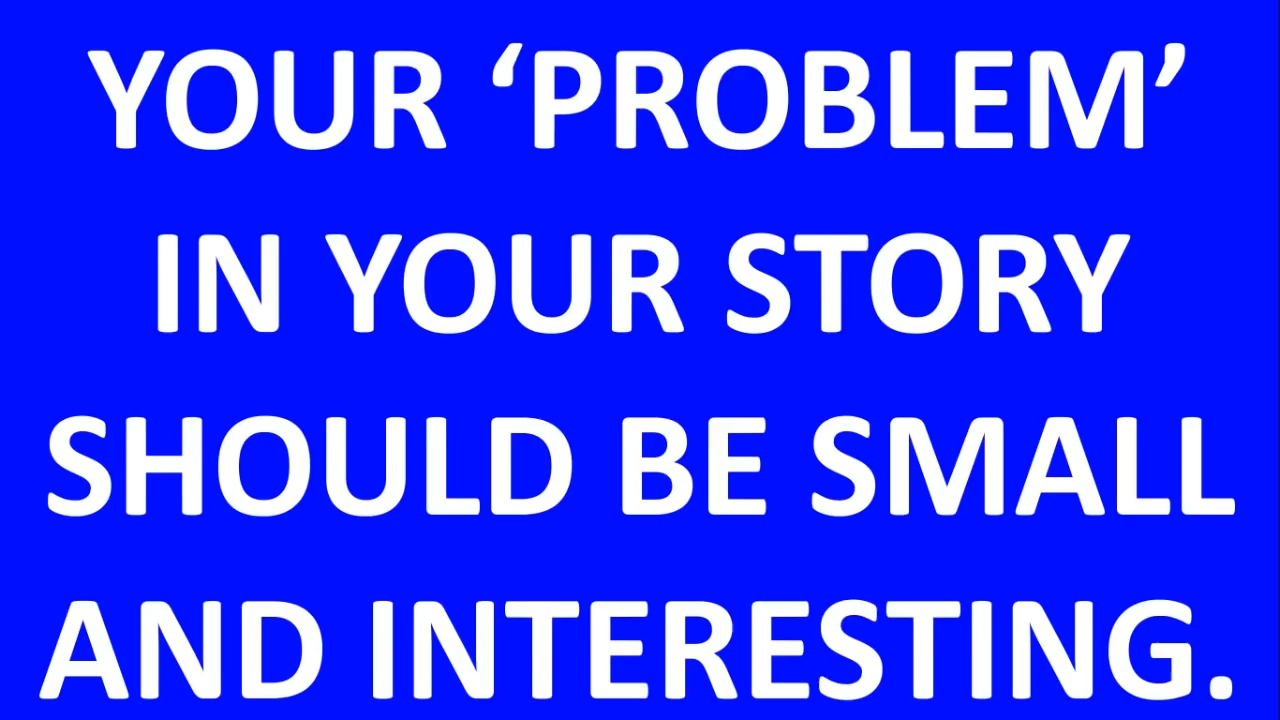 YOUR ‘PROBLEM’
IN YOUR STORY
SHOULD BE SMALL
AND INTERESTING.